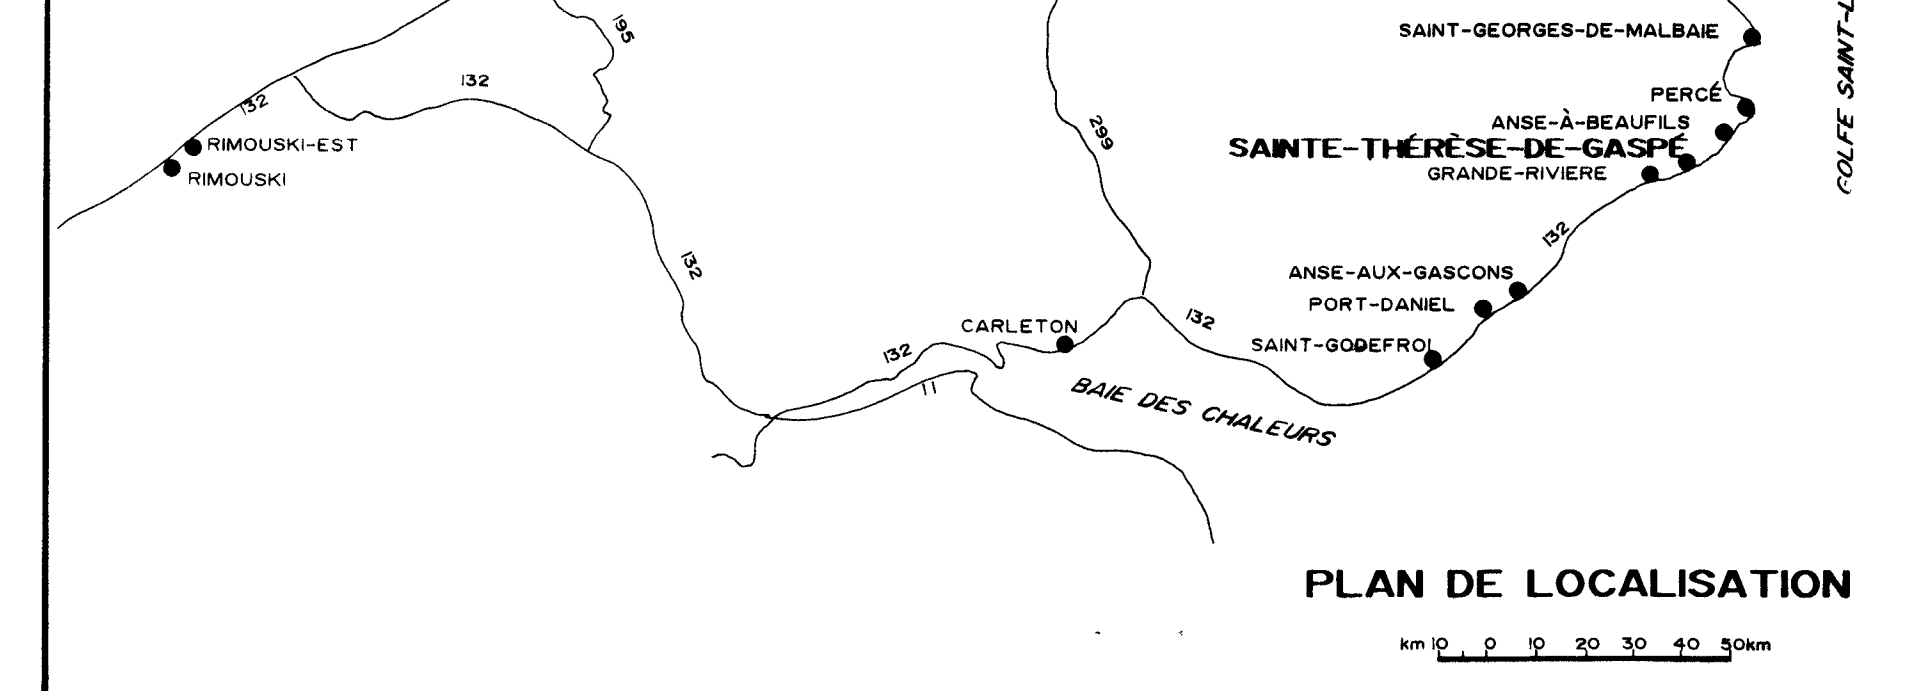 195
SAINT-GEORGES-DE-MALBAIE
132
132
PERCÉ
299
ANSE-À-BEAUFILS
RIMOUSKI-EST
SAINTE-THÉRÈSE-DE-GASPÉ
RIMOUSKI
GRANDE-RIVIERE
GOLFE SAINT-L
132
132
ANSE-AUX-GASCONS
PORT-DANIEL
CARLETON
132
SAINT-GODEFROI
132
11
BAIE DES CHALEURS
PLAN DE LOCALISATION
km 10 0 10 20 30 40 50km